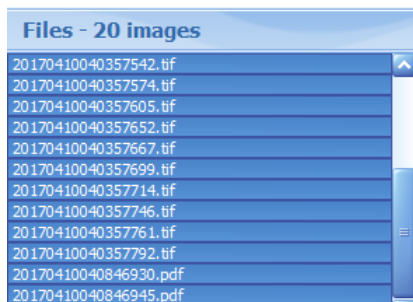 Files - 20 images
20170410040357542.tif
20170410040357574.tif
20170410040357605.tif
20170410040357652.tif
20170410040357667.tif
20170410040357699.tif
20170410040357714.tif
20170410040357746.tif
20170410040357761.tif
20170410040357792.tif
20170410040846930.pdf
20170410040846945.pdf